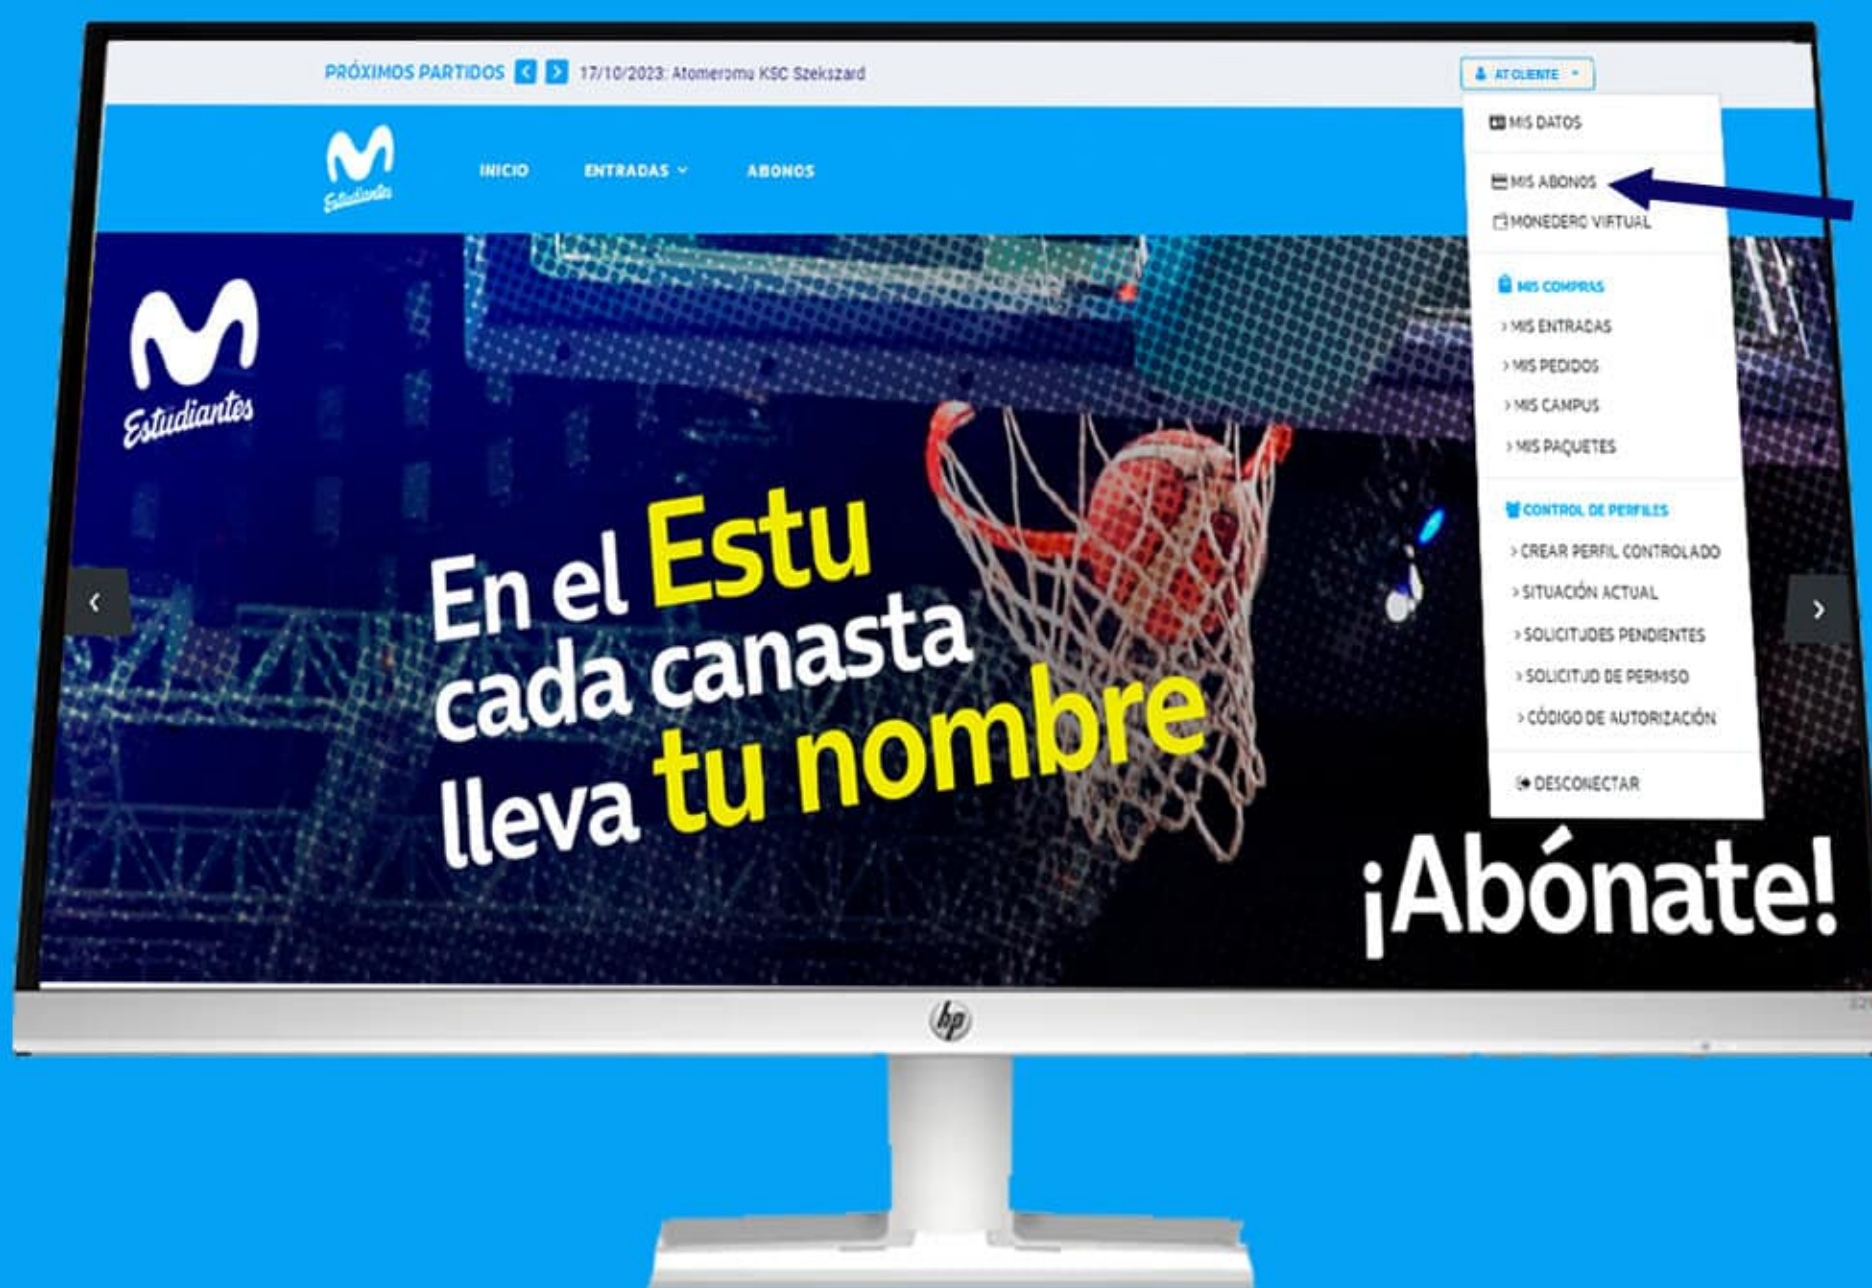 PRÓXIMOS PARTIDOS 17/10/2023: Atomeromu KSC Szekszard
AT CLIENTE
Estudiantes
INICIO ENTRADAS ABONOS
MIS DATOS
MIS ABONOS
MONEDERO VIRTUAL
MIS COMPRAS
> MIS ENTRADAS
> MIS PEDIDOS
> MIS CAMPUS
> MIS PAQUETES
CONTROL DE PERFILES
> CREAR PERFIL CONTROLADO
> SITUACIÓN ACTUAL
> SOLICITUDES PENDIENTES
> SOLICITUD DE PERMISO
> CÓDIGO DE AUTORIZACIÓN
DESCONECTAR
Estudiantes
En el Estu
cada canasta
lleva tu nombre
¡Abónate!
hp